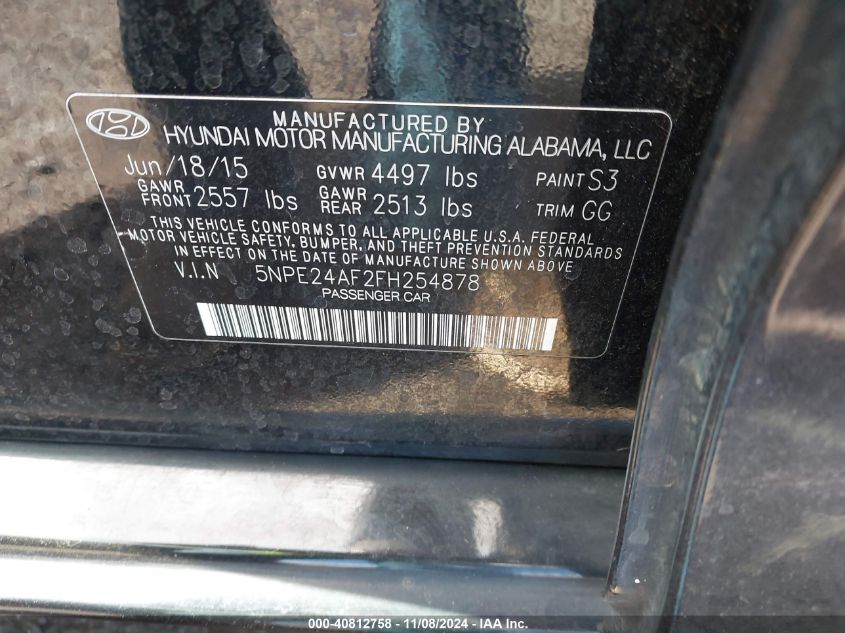 MANUFACTURED BY
HYUNDAI MOTOR MANUFACTURING ALABAMA, LLC
Jun/18/15 GVWR 4497 lbs PAINT S3
GAWR FRONT 2557 lbs GAWR REAR 2513 lbs TRIM GG
THIS VEHICLE CONFORMS TO ALL APPLICABLE U.S.A. FEDERAL
MOTOR VEHICLE SAFETY, BUMPER, AND THEFT PREVENTION STANDARDS
IN EFFECT ON THE DATE OF MANUFACTURE SHOWN ABOVE
V.I.N 5NPE24AF2FH254878
PASSENGER CAR
000-40812758 - 11/08/2024 - IAA Inc.